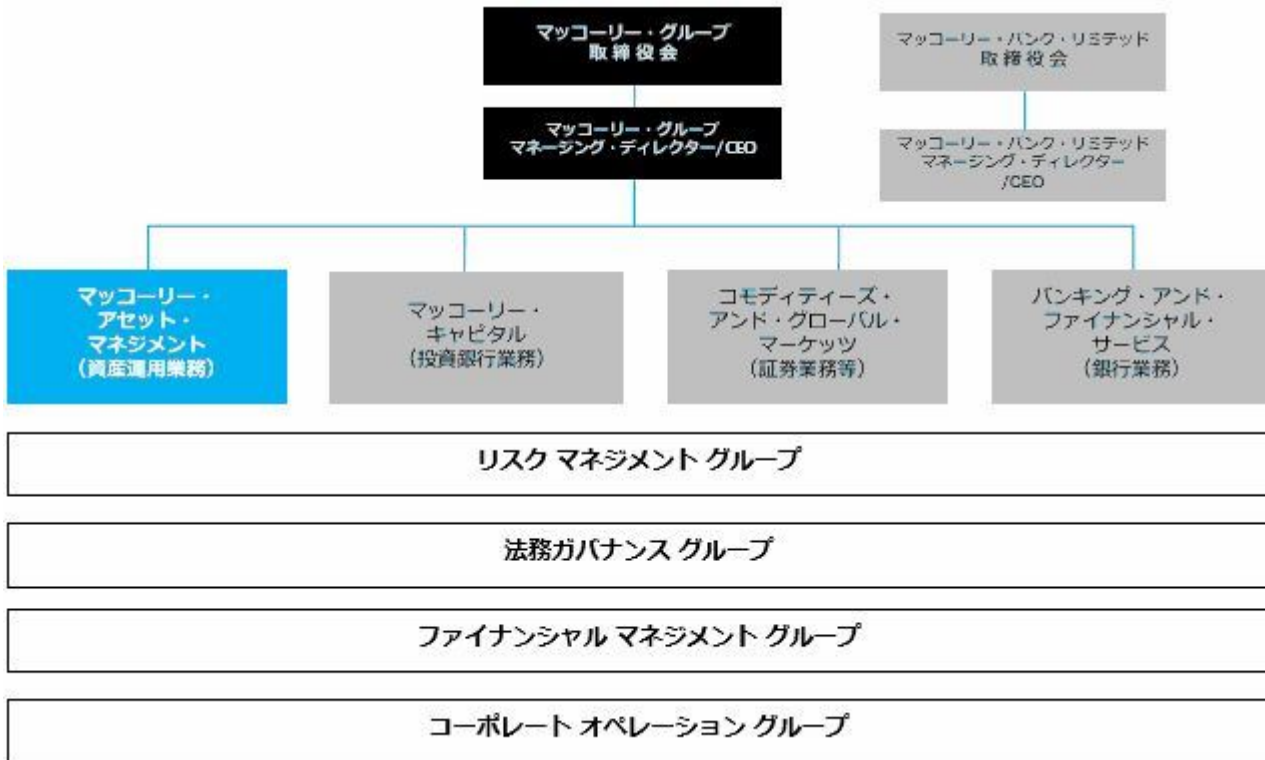 マッコーリー・グループ
取締役会
マッコーリー・バンク・リミテッド
取締役会
マッコーリー・グループ
マネージング・ディレクター/CEO
マッコーリー・バンク・リミテッド
マネージング・ディレクター
/CEO
マッコーリー・
アセット・
マネジメント
（資産運用業務）
マッコーリー・
キャピタル
（投資銀行業務）
コモディティーズ・
アンド・グローバル・
マーケッツ
（証券業務等）
バンキング・アンド・
ファイナンシャル・
サービス
（銀行業務）
リスク マネジメント グループ
法務ガバナンス グループ
ファイナンシャル マネジメント グループ
コーポレート オペレーション グループ